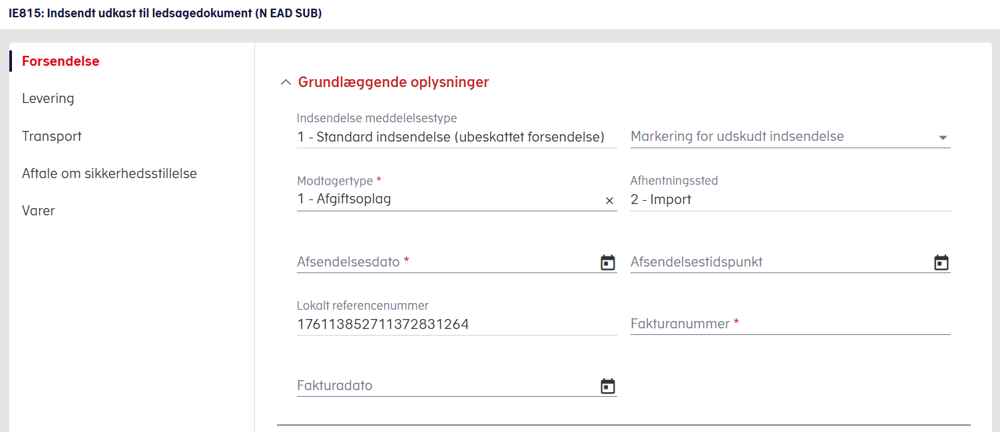 IE815: Indsendt udkast til ledsagedokument (N EAD SUB)
Forsendelse
Levering
Transport
Aftale om sikkerhedsstillelse
Varer
Grundlæggende oplysninger
Indsendelse meddelelsestype
1 - Standard indsendelse (ubeskattet forsendelse)
Markering for udskudt indsendelse
Modtagertype *
1 - Afgiftsoplag
Afhentningssted
2 - Import
Afsendelsesdato *
Afsendelsestidspunkt
Lokalt referencenummer
176113852711372831264
Fakturanummer *
Fakturadato